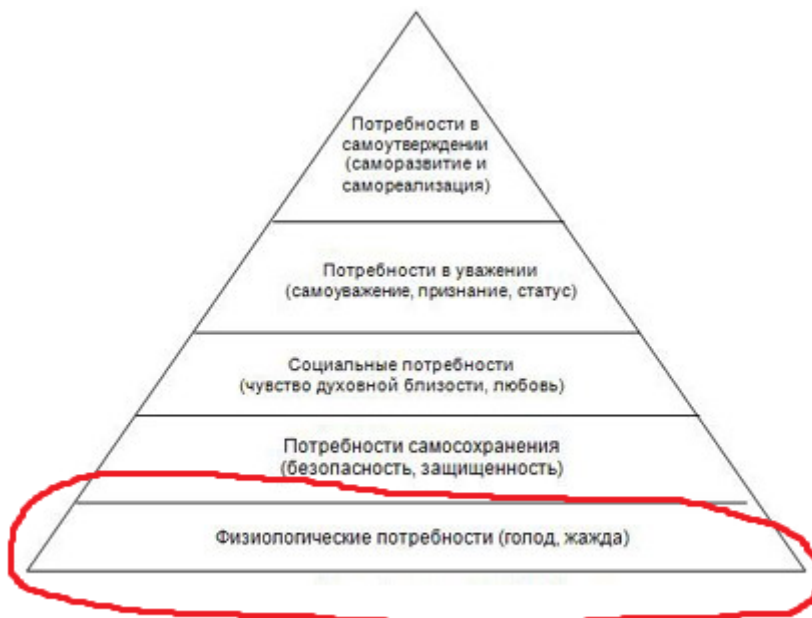 Потребности в
самоутверждении
(саморазвитие и
самореализация)
Потребности в уважении
(самоуважение, признание, статус)
Социальные потребности
(чувство духовной близости, любовь)
Потребности самосохранения
(безопасность, защищенность)
Физиологические потребности (голод, жажда)